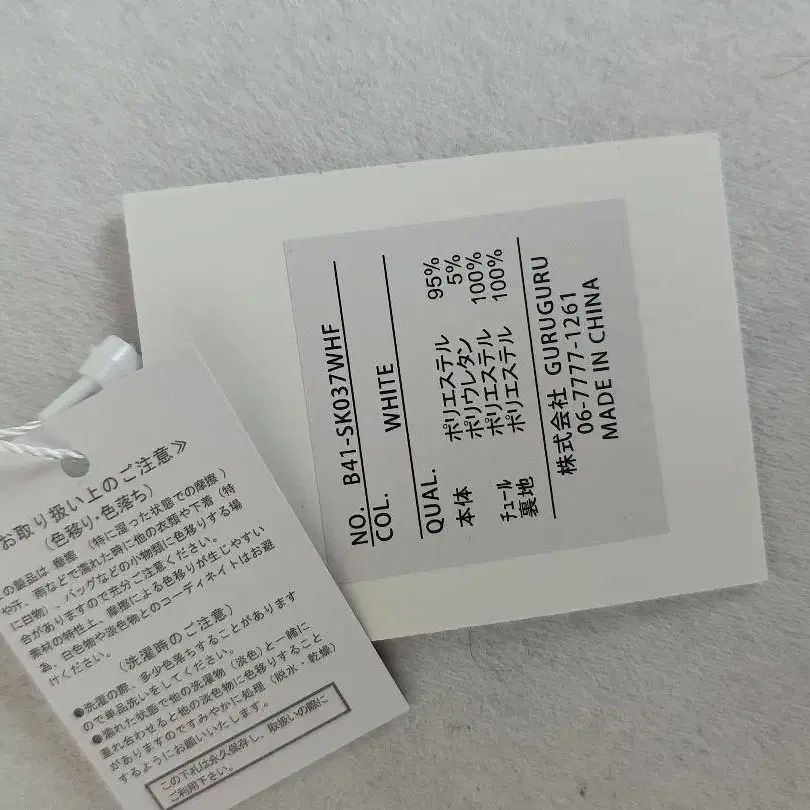 NO. B41-SK037WHF
COL. WHITE
QUAL.
本体 ポリエステル 95%
ポリウレタン 5%
チュール ポリエステル 100%
裏地 ポリエステル 100%
株式会社 GURUGURU
06-7777-1261
MADE IN CHINA
お取り扱い上のご注意≫
(色移り・色落ち)
の製品は 摩擦 (特に湿った状態での摩擦)
や汗、雨などで濡れた時に他の衣類や下着(特
に白物)、バッグなどの小物類に色移りする場
合がありますので充分ご注意ください。
素材の特性上、摩擦による色移りが生じやすい
為、白色物や淡色物とのコーディネイトはお避
けください。
(洗濯時のご注意)
●洗濯の際、多少色落ちすることがあります
ので単品洗いをしてください。
●濡れた状態で他の洗濯物(淡色)と一緒に
重ね合わせると他の淡色物に色移りすること
がありますのですみやかに処理(脱水・乾燥)
するようにお願いいたします。
この下札は永久保存し、取扱いの際に
ご利用下さい。